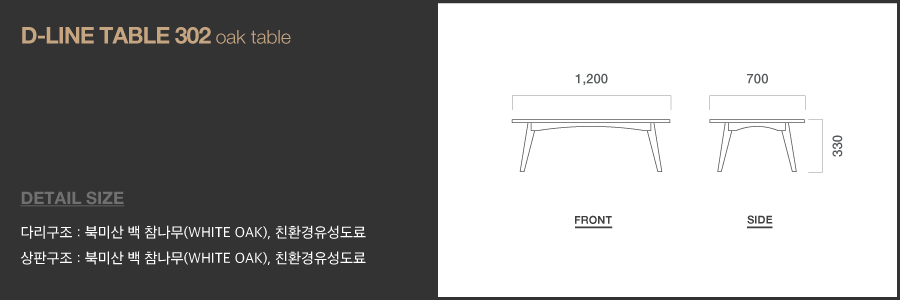 D-LINE TABLE 302 oak table
1,200
700
330
FRONT
SIDE
DETAIL SIZE
다리구조 : 북미산 백 참나무(WHITE OAK), 친환경유성도료
상판구조 : 북미산 백 참나무(WHITE OAK), 친환경유성도료